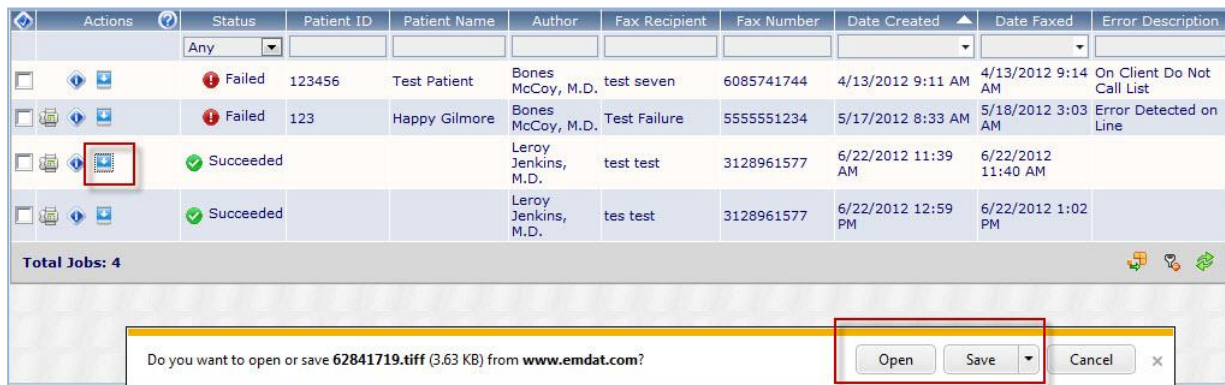 Actions Status Patient ID Patient Name Author Fax Recipient Fax Number Date Created Date Faxed Error Description
Any
Failed 123456 Test Patient Bones McCoy, M.D. test seven 6085741744 4/13/2012 9:11 AM 4/13/2012 9:14 AM On Client Do Not Call List
Failed 123 Happy Gilmore Bones McCoy, M.D. Test Failure 5555551234 5/17/2012 8:33 AM 5/18/2012 3:03 AM Error Detected on Line
Succeeded Leroy Jenkins, M.D. test test 3128961577 6/22/2012 11:39 AM 6/22/2012 11:40 AM
Succeeded Leroy Jenkins, M.D. tes test 3128961577 6/22/2012 12:59 PM 6/22/2012 1:02 PM
Total Jobs: 4
Do you want to open or save 62841719.tiff (3.63 KB) from www.emdat.com? Open Save Cancel